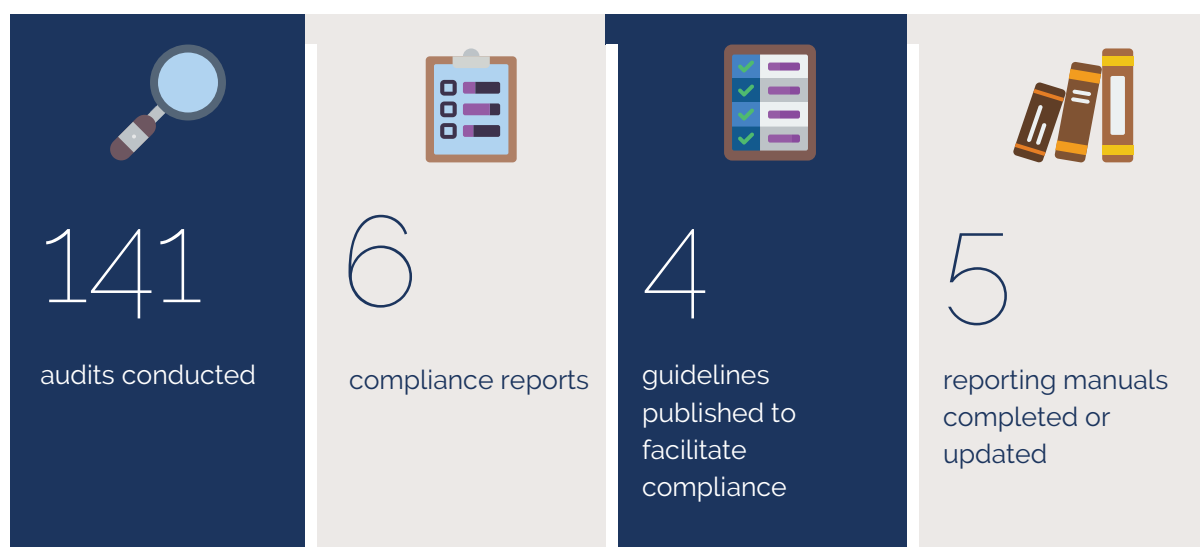 141
audits conducted
6
compliance reports
4
guidelines
published to
facilitate
compliance
5
reporting manuals
completed or
updated